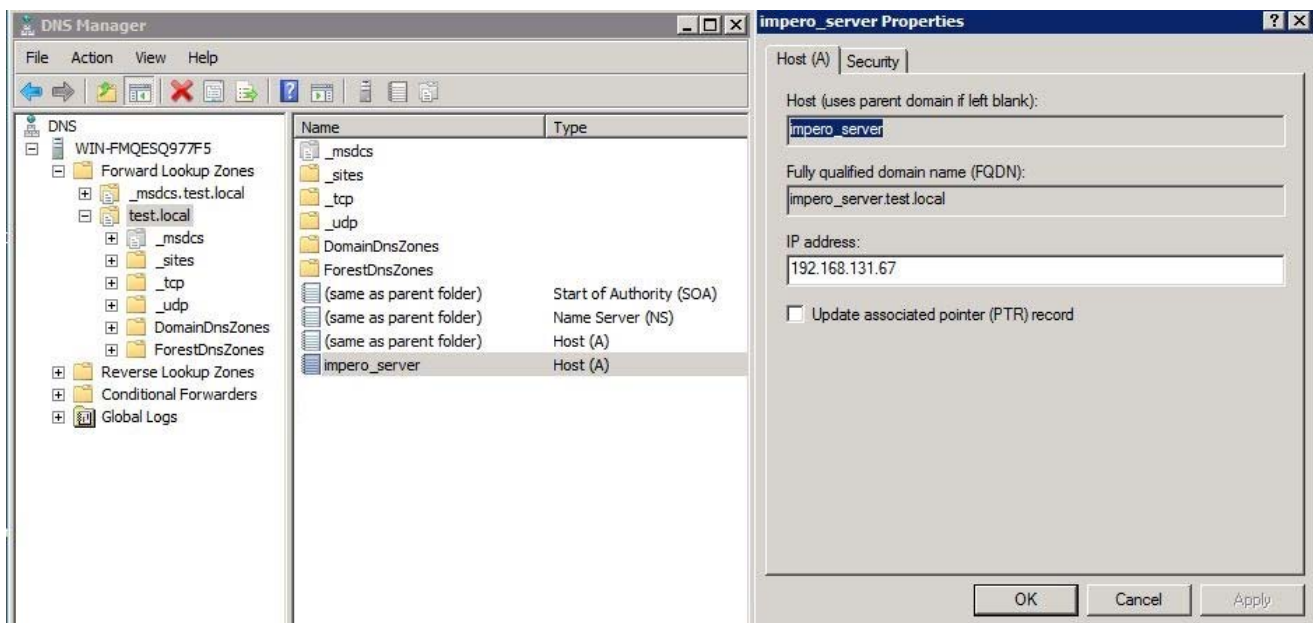 DNS Manager
File Action View Help
DNS
WIN-FMQESQ977F5
Forward Lookup Zones
_msdcs.test.local
test.local
_msdcs
_sites
_tcp
_udp
DomainDnsZones
ForestDnsZones
Reverse Lookup Zones
Conditional Forwarders
Global Logs
Name Type
_msdcs
_sites
_tcp
_udp
DomainDnsZones
ForestDnsZones
(same as parent folder) Start of Authority (SOA)
(same as parent folder) Name Server (NS)
(same as parent folder) Host (A)
impero_server Host (A)
impero_server Properties
Host (A) Security
Host (uses parent domain if left blank):
impero_server
Fully qualified domain name (FQDN):
impero_server.test.local
IP address:
192.168.131.67
Update associated pointer (PTR) record
OK Cancel Apply